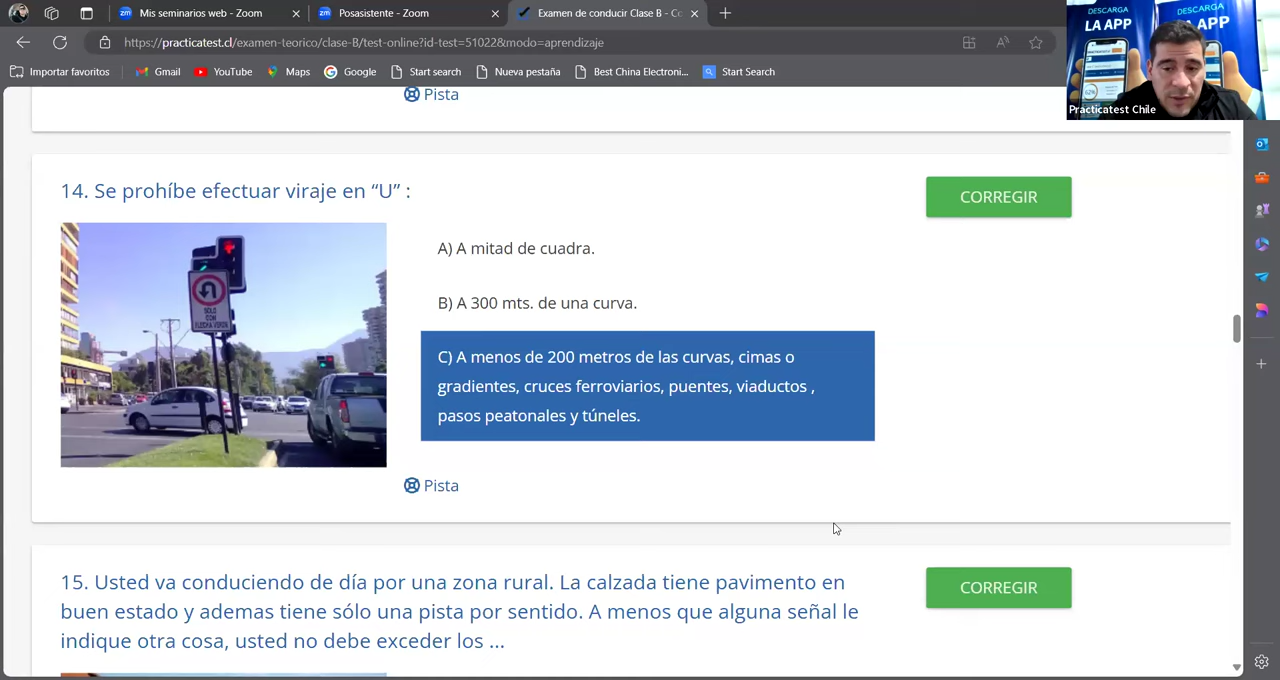 Mis seminarios web - Zoom
Posasistente - Zoom
Examen de conducir Clase B - Co
https://practicatest.cl/examen-teorico/clase-B/test-online?id-test=51022&modo=aprendizaje
Importar favoritos
Gmail
YouTube
Maps
Google
Start search
Nueva pestaña
Best China Electroni...
Start Search
DESCARGA
LA APP
DESCARGA
APP
Practicatest Chile
Pista
14. Se prohíbe efectuar viraje en “U” :
CORREGIR
SOLO
CON
FLECHA VERDE
A) A mitad de cuadra.
B) A 300 mts. de una curva.
C) A menos de 200 metros de las curvas, cimas o
gradientes, cruces ferroviarios, puentes, viaductos ,
pasos peatonales y túneles.
Pista
15. Usted va conduciendo de día por una zona rural. La calzada tiene pavimento en
buen estado y ademas tiene sólo una pista por sentido. A menos que alguna señal le
indique otra cosa, usted no debe exceder los ...
CORREGIR